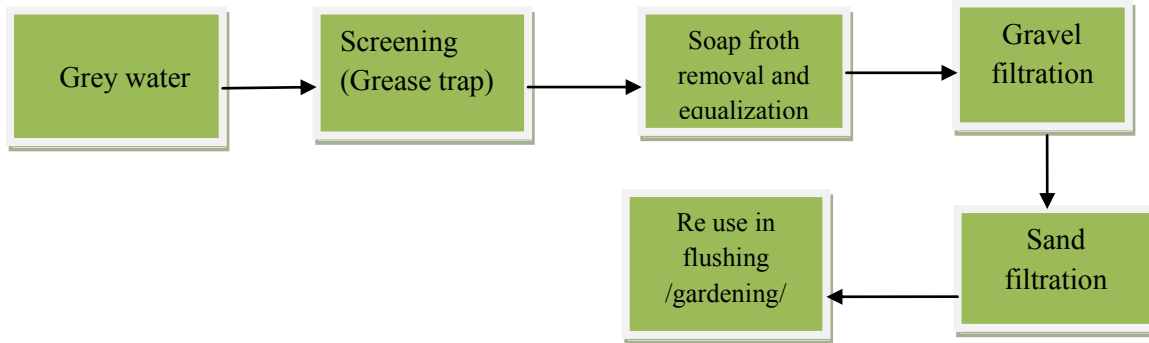 Grey water
Screening
(Grease trap)
Soap froth
removal and
equalization
Gravel
filtration
Sand
filtration
Re use in
flushing
/gardening/